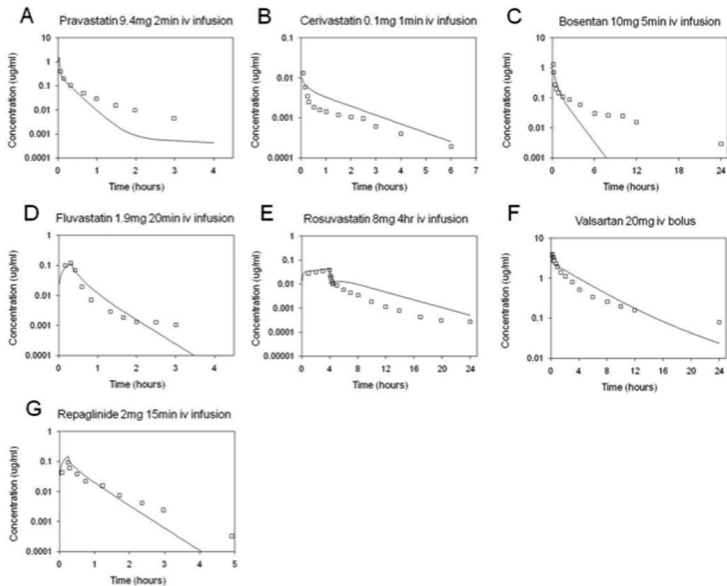 A
Pravastatin 9.4mg 2min iv infusion
Concentration (ug/ml)
10
1
0.1
0.01
0.001
0.0001
0 1 2 3 4
Time (hours)
B
Cerivastatin 0.1mg 1min iv infusion
Concentration (ug/ml)
0.1
0.01
0.001
0.0001
0 1 2 3 4 5 6 7
Time (hours)
C
Bosentan 10mg 5min iv infusion
Concentration (ug/ml)
10
1
0.1
0.01
0.001
0 6 12 18 24
Time (hours)
D
Fluvastatin 1.9mg 20min iv infusion
Concentration (ug/ml)
1
0.1
0.01
0.001
0.0001
0 1 2 3 4
Time (hours)
E
Rosuvastatin 8mg 4hr iv infusion
Concentration (ug/ml)
1
0.1
0.01
0.001
0.0001
0.00001
0 4 8 12 16 20 24
Time (hours)
F
Valsartan 20mg iv bolus
Concentration (ug/ml)
10
1
0.1
0.01
0 4 8 12 16 20 24
Time (hours)
G
Repaglinide 2mg 15min iv infusion
Concentration (ug/ml)
1
0.1
0.01
0.001
0.0001
0 1 2 3 4 5
Time (hours)